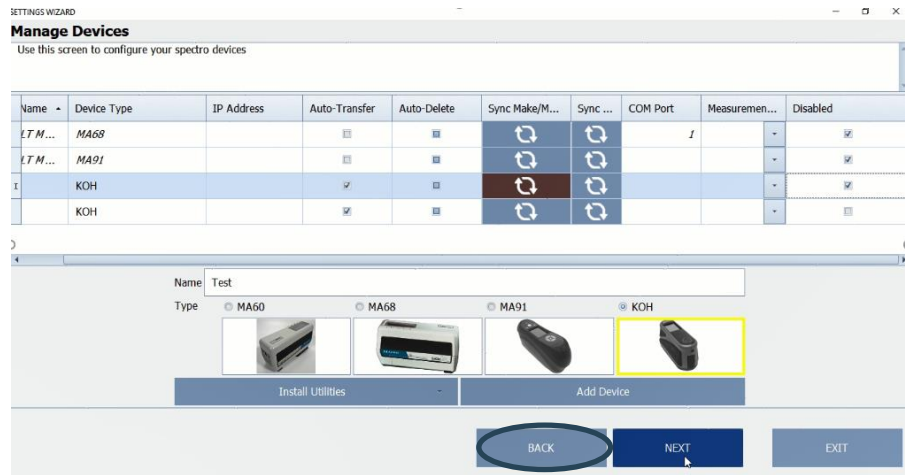 SETTINGS WIZARD
Manage Devices
Use this screen to configure your spectro devices
Name Device Type IP Address Auto-Transfer Auto-Delete Sync Make/M... Sync ... COM Port Measuremen... Disabled
LT M... MA68 1
LT M... MA91
KOH
KOH
Name Test
Type MA60 MA68 MA91 KOH
Install Utilities Add Device
BACK NEXT EXIT